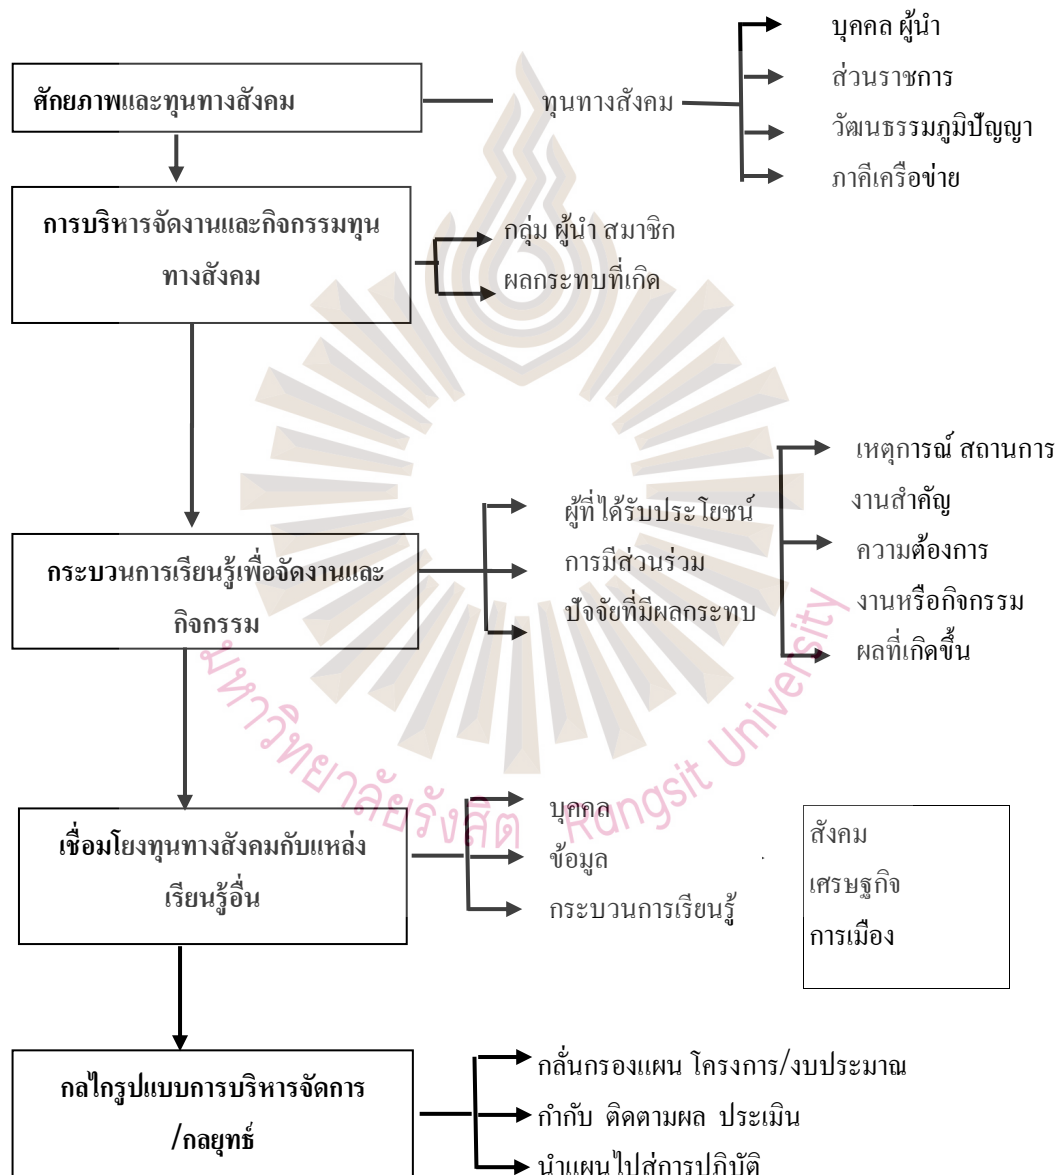 ศักยภาพและทุนทางสังคม
ทุนทางสังคม
บุคคล ผู้นำ
ส่วนราชการ
วัฒนธรรมภูมิปัญญา
ภาคีเครือข่าย
การบริหารจัดงานและกิจกรรมทุน
ทางสังคม
กลุ่ม ผู้นำ สมาชิก
ผลกระทบที่เกิด
กระบวนการเรียนรู้เพื่อจัดงานและ
กิจกรรม
ผู้ที่ได้รับประโยชน์
การมีส่วนร่วม
ปัจจัยที่มีผลกระทบ
เหตุการณ์ สถานการ
งานสำคัญ
ความต้องการ
งานหรือกิจกรรม
ผลที่เกิดขึ้น
มหาวิทยาลัยรังสิต Rangsit University
เชื่อมโยงทุนทางสังคมกับแหล่ง
เรียนรู้อื่น
บุคคล
ข้อมูล
กระบวนการเรียนรู้
สังคม
เศรษฐกิจ
การเมือง
กลไกรูปแบบการบริหารจัดการ
/กลยุทธ์
กลั่นกรองแผน โครงการ/งบประมาณ
กำกับ ติดตามผล ประเมิน
นำแผนไปสู่การปฏิบัติ